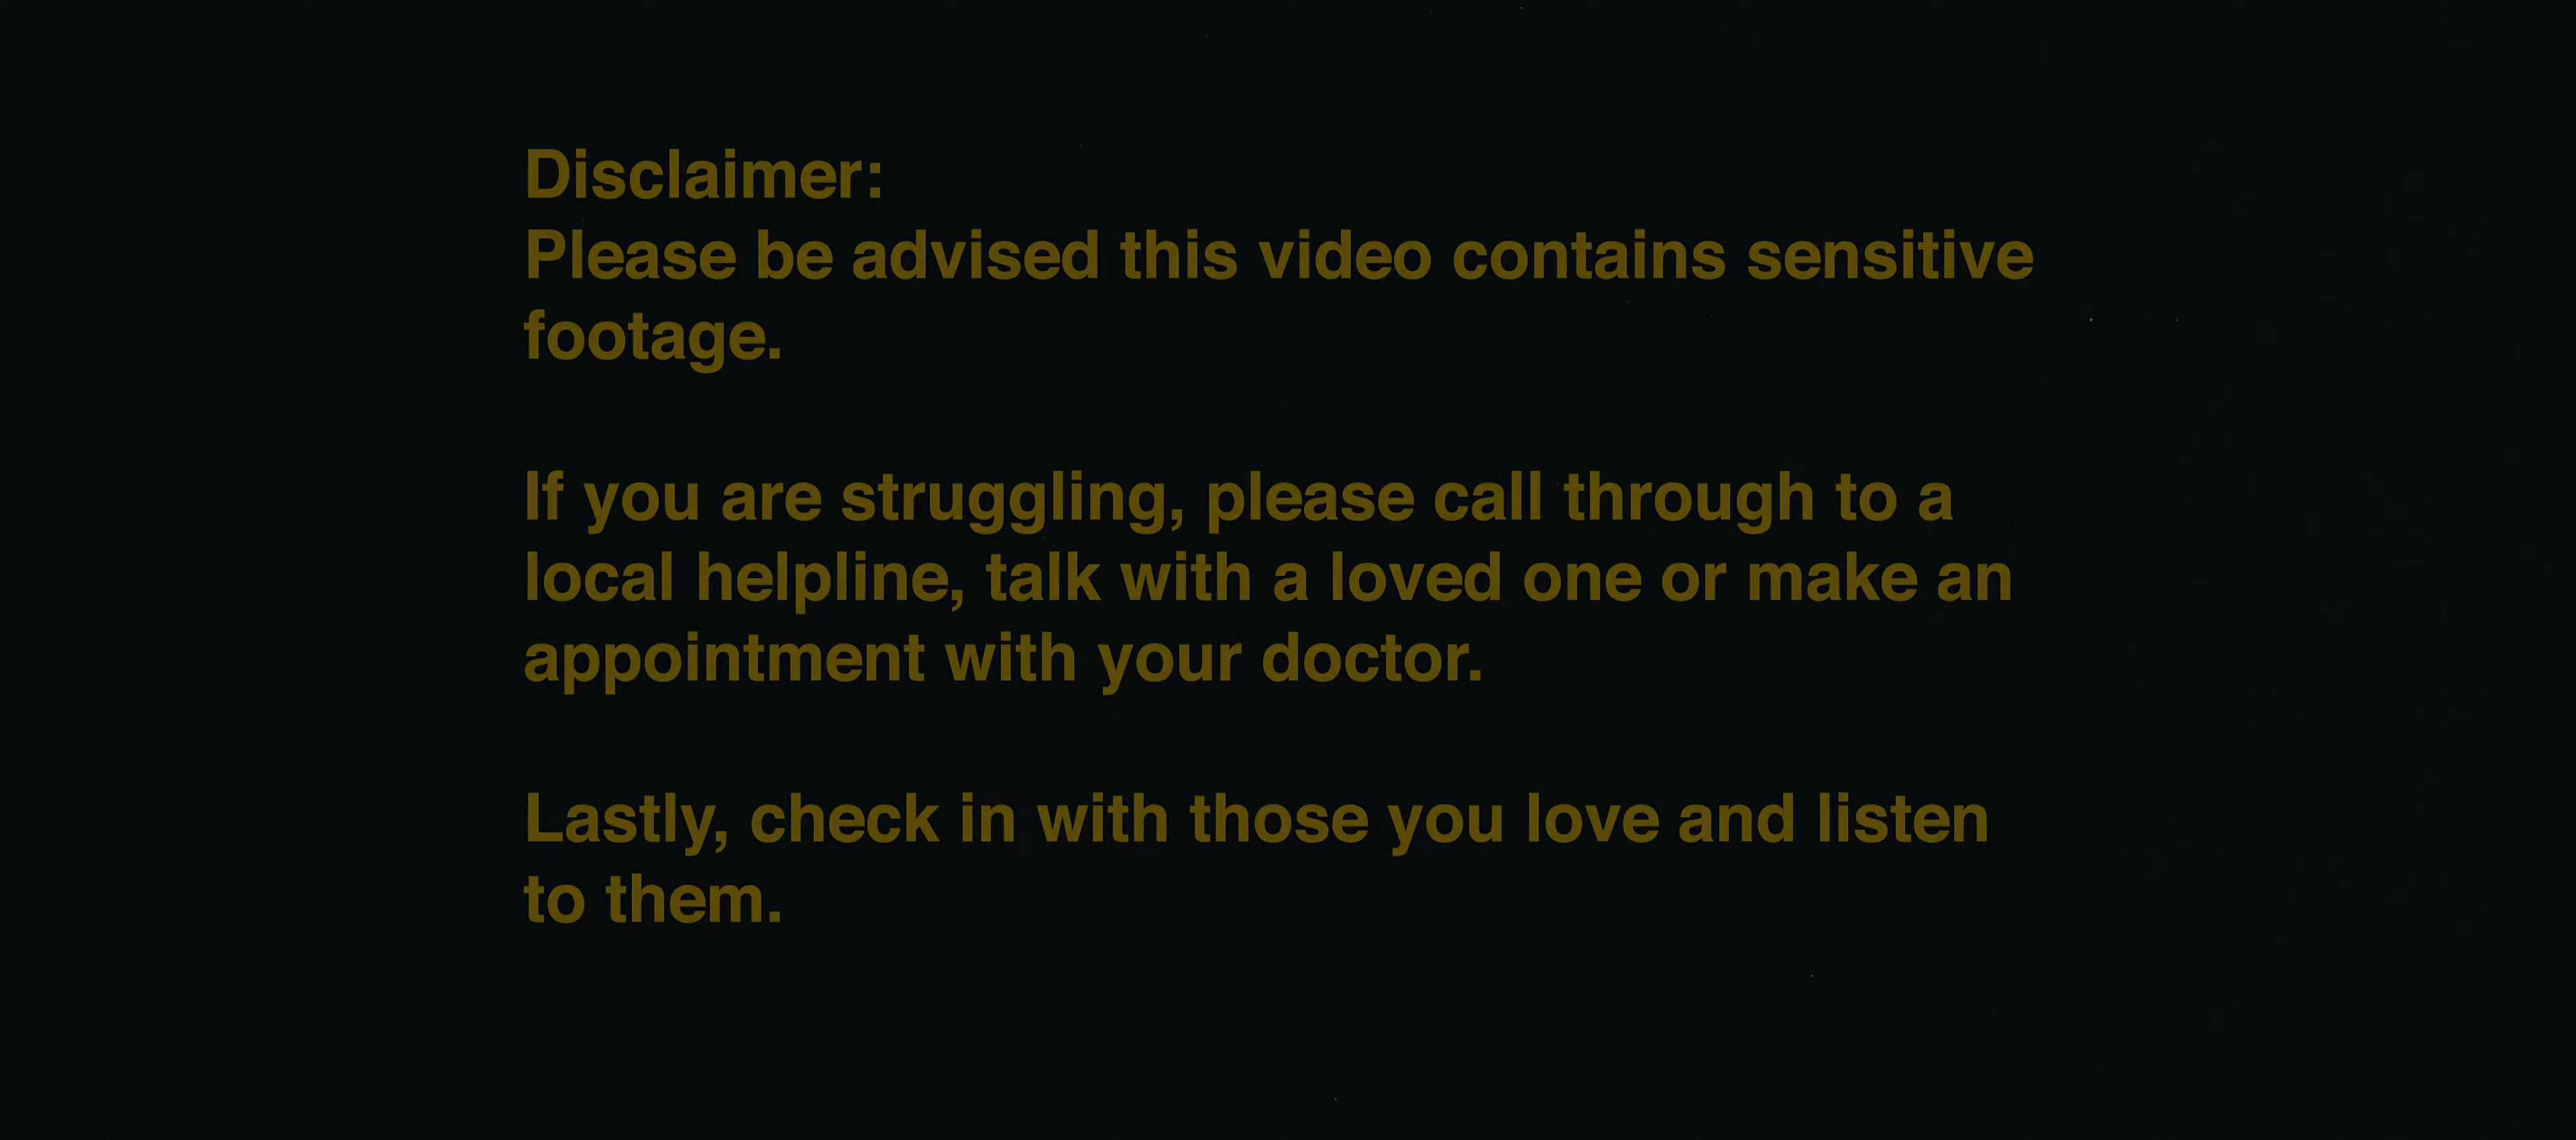 Disclaimer:
Please be advised this video contains sensitive
footage.
If you are struggling, please call through to a
local helpline, talk with a loved one or make an
appointment with your doctor.
Lastly, check in with those you love and listen
to them.